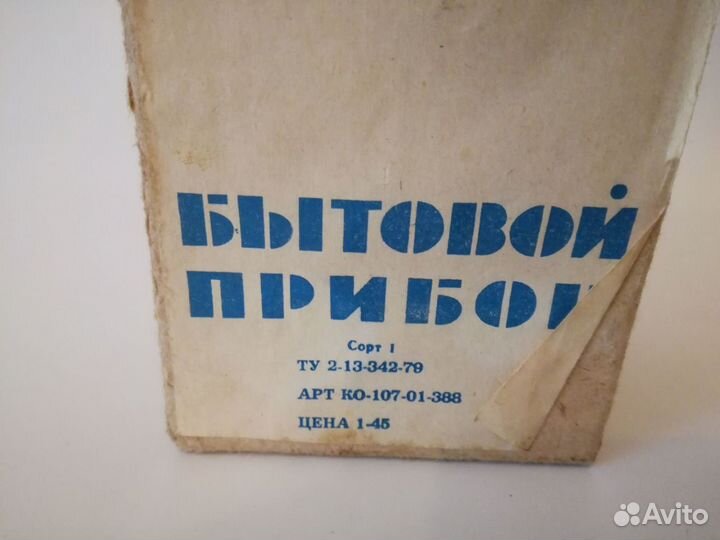 БЫТОВОЙ
ПРИБОР
Сорт 1
ТУ 2-13-342-79
АРТ КО-107-01-388
ЦЕНА 1-45
Avito